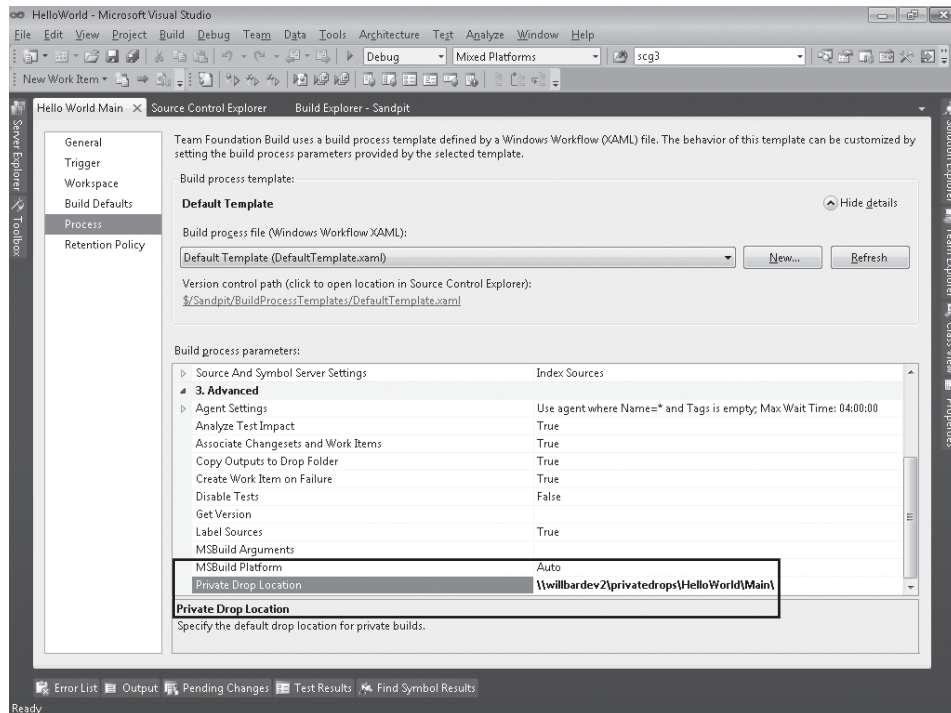 HelloWorld - Microsoft Visual Studio
File Edit View Project Build Debug Team Data Tools Architecture Test Analyze Window Help
Debug Mixed Platforms scg3
New Work Item
Hello World Main Source Control Explorer Build Explorer - Sandpit
Server Explorer
Toolbox
General
Trigger
Workspace
Build Defaults
Process
Retention Policy
Team Foundation Build uses a build process template defined by a Windows Workflow (XAML) file. The behavior of this template can be customized by
setting the build process parameters provided by the selected template.
Build process template:
Default Template Hide details
Build process file (Windows Workflow XAML):
Default Template (DefaultTemplate.xaml) New... Refresh
Version control path (click to open location in Source Control Explorer):
$/Sandpit/BuildProcessTemplates/DefaultTemplate.xaml
Build process parameters:
Source And Symbol Server Settings Index Sources
3. Advanced
Agent Settings Use agent where Name=* and Tags is empty; Max Wait Time: 04:00:00
Analyze Test Impact True
Associate Changesets and Work Items True
Copy Outputs to Drop Folder True
Create Work Item on Failure True
Disable Tests False
Get Version
Label Sources True
MSBuild Arguments
MSBuild Platform Auto
Private Drop Location \\willbardev2\privatedrops\HelloWorld\Main\
Private Drop Location
Specify the default drop location for private builds.
Solution Explorer
Team Explorer
Class View
Properties
Error List Output Pending Changes Test Results Find Symbol Results
Ready